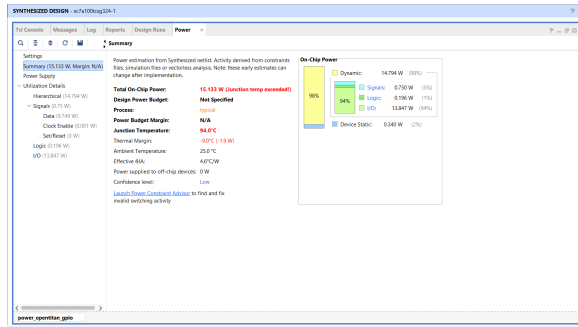 SYNTHESIZED DESIGN - xc7a100tcsg324-1
?
Tcl Console Messages Log Reports Design Runs Power ×
Summary
Settings
Summary (15.133 W, Margin: N/A)
Power Supply
Utilization Details
Hierarchical (14.794 W)
Signals (0.75 W)
Data (0.749 W)
Clock Enable (0.001 W)
Set/Reset (0 W)
Logic (0.196 W)
I/O (13.847 W)
Power estimation from Synthesized netlist. Activity derived from constraints
files, simulation files or vectorless analysis. Note: these early estimates can
change after implementation.
Total On-Chip Power: 15.133 W (Junction temp exceeded!)
Design Power Budget: Not Specified
Process: typical
Power Budget Margin: N/A
Junction Temperature: 94.0°C
Thermal Margin: -9.0°C (-1.9 W)
Ambient Temperature: 25.0 °C
Effective θJA: 4.6°C/W
Power supplied to off-chip devices: 0 W
Confidence level: Low
Launch Power Constraint Advisor to find and fix
invalid switching activity
On-Chip Power
Dynamic: 14.794 W (98%)
98%
94%
Signals: 0.750 W (5%)
Logic: 0.196 W (1%)
I/O: 13.847 W (94%)
Device Static: 0.340 W (2%)
power_opentitan_gpio